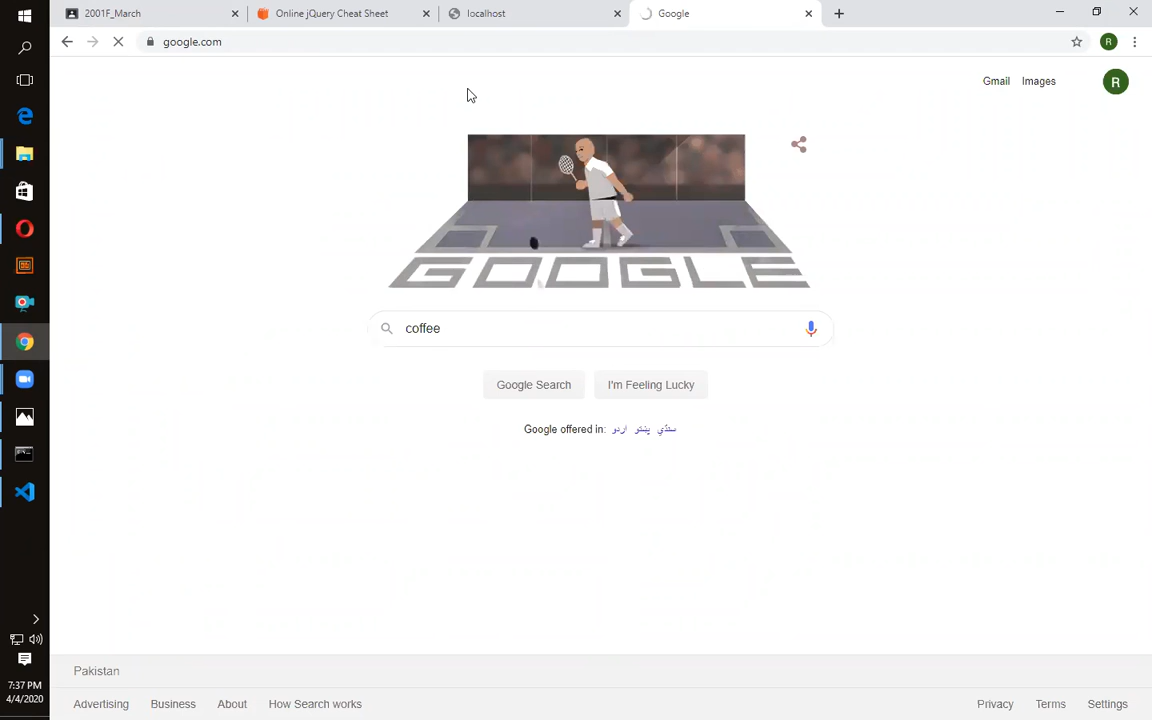 2001F_March
Online jQuery Cheat Sheet
localhost
Google
google.com
R
Gmail
Images
R
GOOGLE
coffee
Google Search
I'm Feeling Lucky
Google offered in: اردو پښتو سنڌي
Pakistan
Advertising
Business
About
How Search works
Privacy
Terms
Settings
7:37 PM
4/4/2020